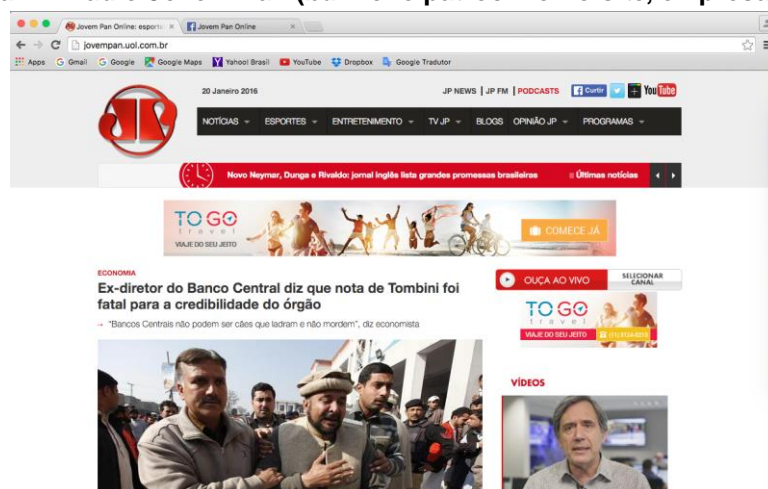 Jovem Pan Online: esporte
Jovem Pan Online
jovempan.uol.com.br
Apps Gmail Google Google Maps Yahoo! Brasil YouTube Dropbox Google Tradutor
20 Janeiro 2016
JP NEWS | JP FM | PODCASTS Curtir YouTube
NOTÍCIAS ESPORTES ENTRETENIMENTO TV JP BLOGS OPINIÃO JP PROGRAMAS
Novo Neymar, Dunga e Rivaldo: jornal inglês lista grandes promessas brasileiras
Últimas notícias
TO GO
travel
VIAJE DO SEU JEITO
COMECE JÁ
ECONOMIA
Ex-diretor do Banco Central diz que nota de Tombini foi
fatal para a credibilidade do órgão
"Bancos Centrais não podem ser cães que ladram e não mordem", diz economista
OUÇA AO VIVO
SELECIONAR
CANAL
TO GO
travel
VIAJE DO SEU JEITO
VÍDEOS